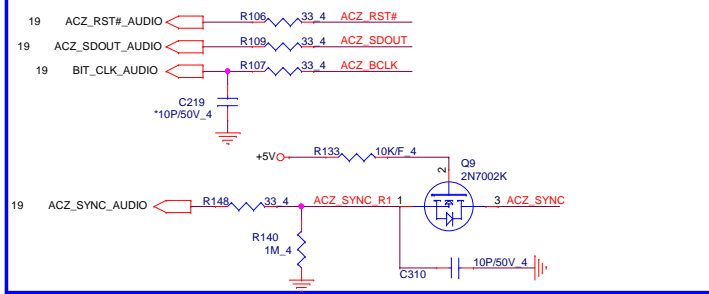 19 ACZ_RST#_AUDIO R106 33_4 ACZ_RST#
19 ACZ_SDOUT_AUDIO R109 33_4 ACZ_SDOUT
19 BIT_CLK_AUDIO R107 33_4 ACZ_BCLK
C219
*10P/50V_4
+5V R133 10K/F_4
2 Q9
2N7002K
19 ACZ_SYNC_AUDIO R148 33_4 ACZ_SYNC_R1 1 3 ACZ_SYNC
R140
1M_4
C310 10P/50V_4